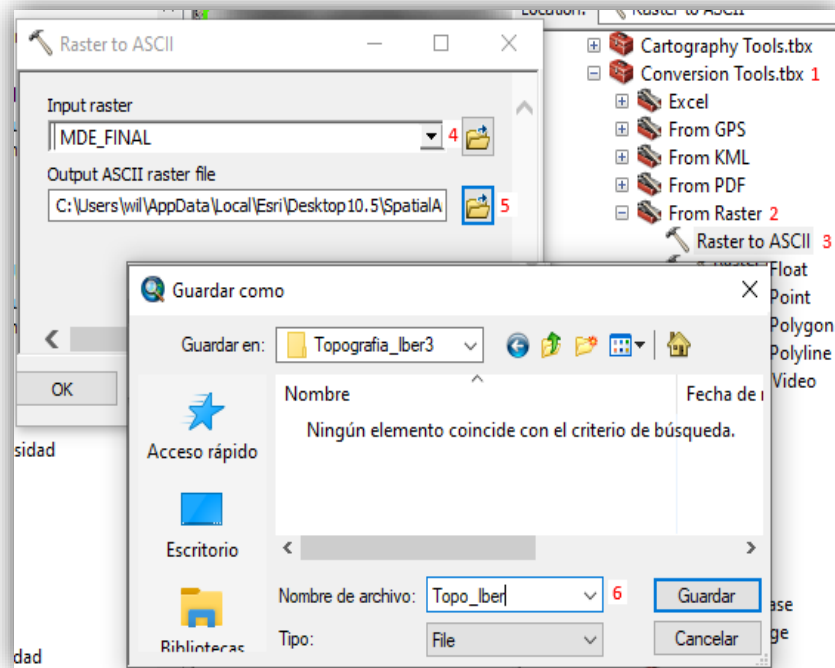 Raster to ASCII
Input raster
MDE_FINAL 4
Output ASCII raster file
C:\Users\wil\AppData\Local\Esri\Desktop10.5\SpatialA 5
OK
Raster to ASCII
Cartography Tools.tbx
Conversion Tools.tbx 1
Excel
From GPS
From KML
From PDF
From Raster 2
Raster to ASCII 3
Float
Point
Polygon
Polyline
Video
Guardar como
Guardar en: Topografia_Iber3
Nombre
Fecha de
Ningún elemento coincide con el criterio de búsqueda.
Acceso rápido
Escritorio
Bibliotecas
Nombre de archivo: Topo_Iber 6 Guardar
Tipo: File Cancelar
sidad
dad
ase
ge